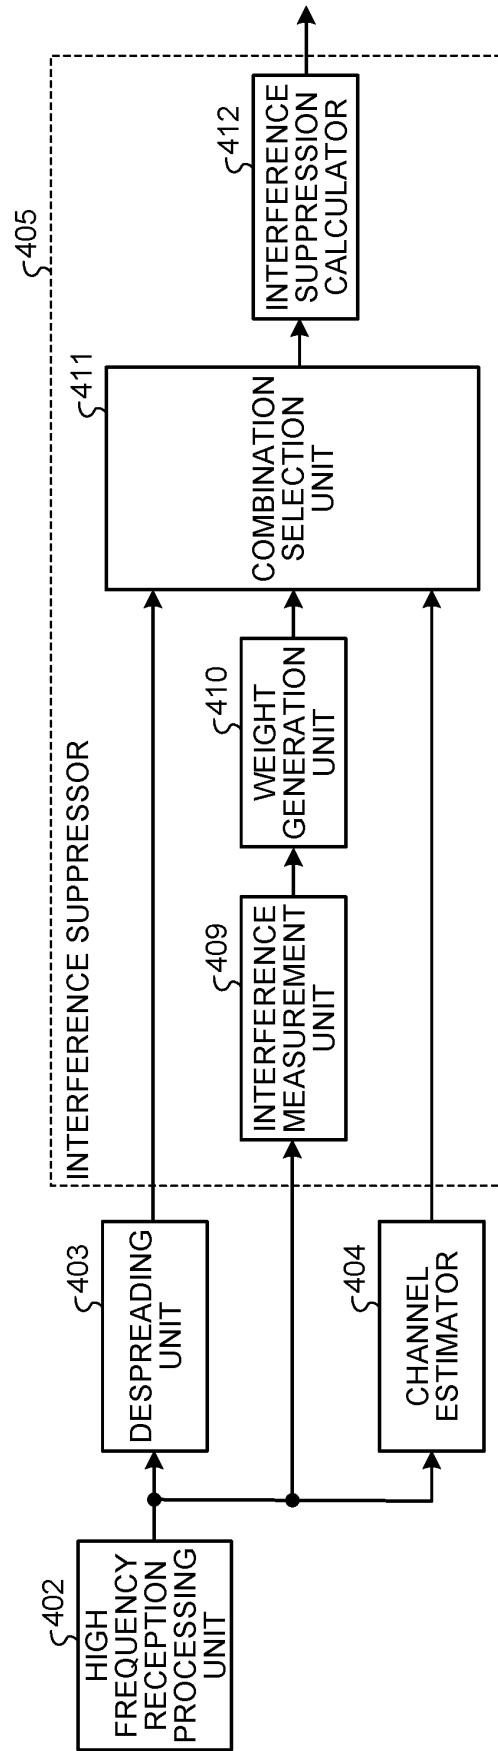 402
HIGH
FREQUENCY
RECEPTION
PROCESSING
UNIT
403
DESPREADING
UNIT
404
CHANNEL
ESTIMATOR
405
INTERFERENCE SUPPRESSOR
409
INTERFERENCE
MEASUREMENT
UNIT
410
WEIGHT
GENERATION
UNIT
411
COMBINATION
SELECTION
UNIT
412
INTERFERENCE
SUPPRESSION
CALCULATOR